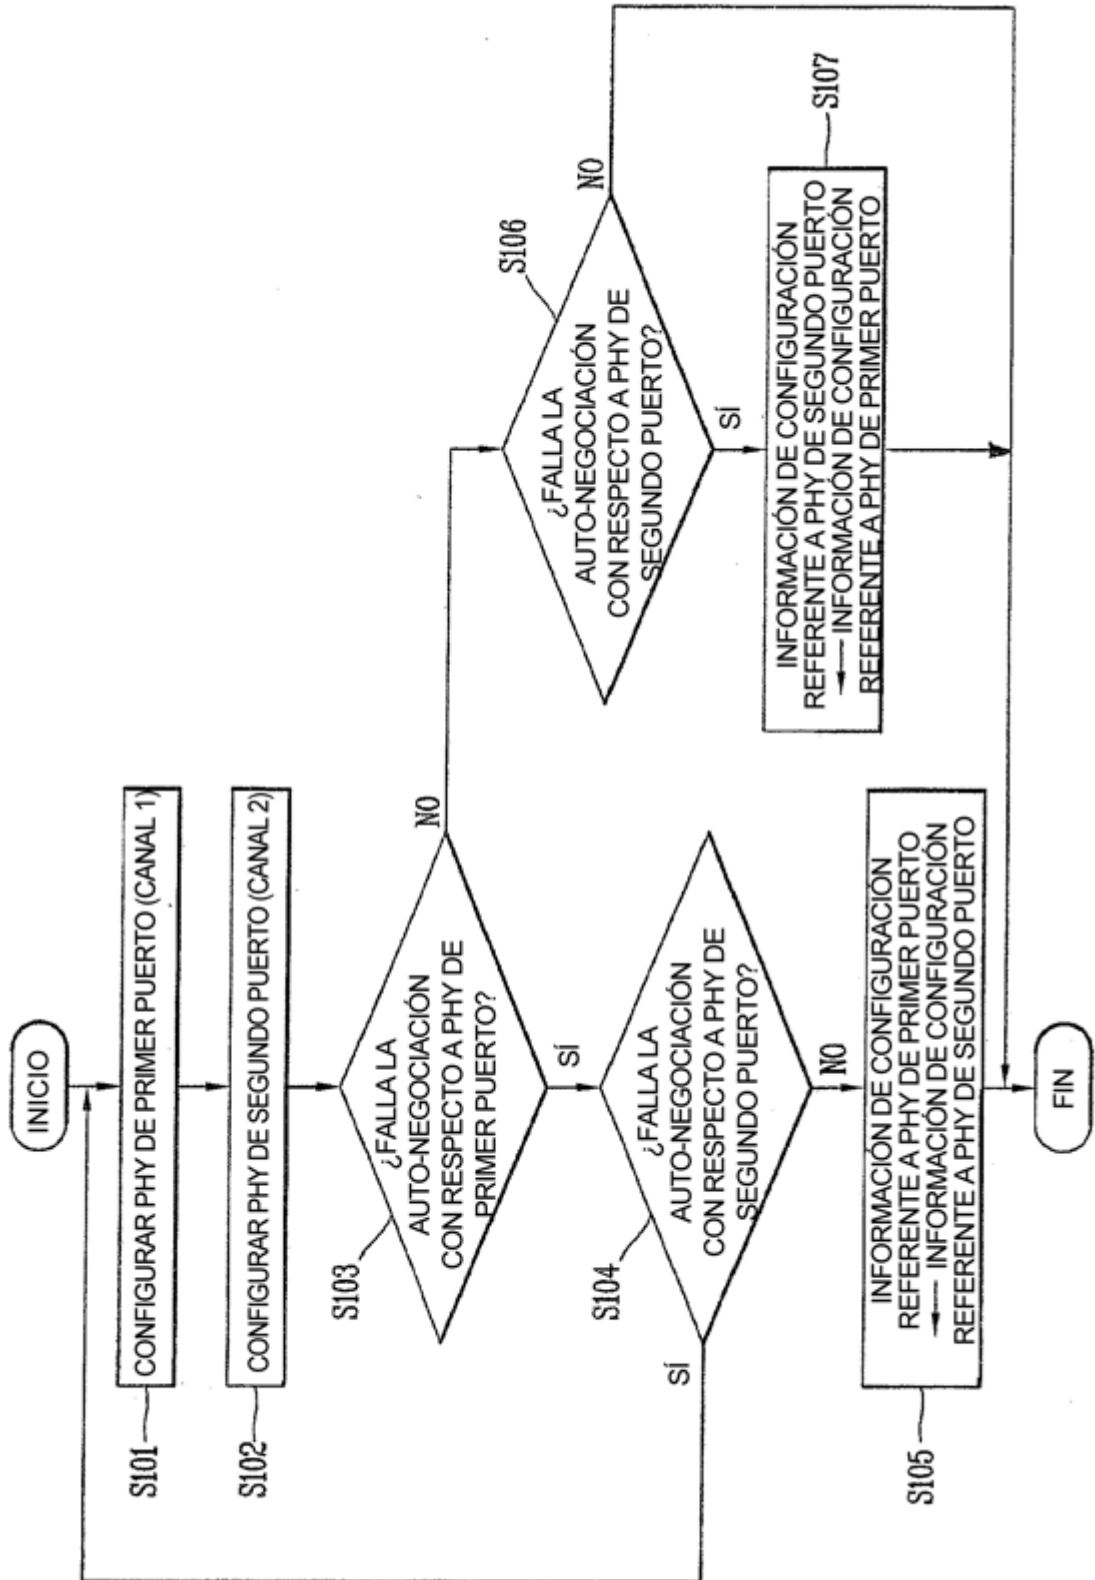 INICIO
S101
CONFIGURAR PHY DE PRIMER PUERTO (CANAL 1)
S102
CONFIGURAR PHY DE SEGUNDO PUERTO (CANAL 2)
S103
¿FALLA LA
AUTO-NEGOCIACIÓN
CON RESPECTO A PHY DE
PRIMER PUERTO?
NO
SÍ
S104
¿FALLA LA
AUTO-NEGOCIACIÓN
CON RESPECTO A PHY DE
SEGUNDO PUERTO?
SÍ
NO
S105
INFORMACIÓN DE CONFIGURACIÓN
REFERENTE A PHY DE PRIMER PUERTO
← INFORMACIÓN DE CONFIGURACIÓN
REFERENTE A PHY DE SEGUNDO PUERTO
S106
¿FALLA LA
AUTO-NEGOCIACIÓN
CON RESPECTO A PHY DE
SEGUNDO PUERTO?
NO
SÍ
S107
INFORMACIÓN DE CONFIGURACIÓN
REFERENTE A PHY DE SEGUNDO PUERTO
← INFORMACIÓN DE CONFIGURACIÓN
REFERENTE A PHY DE PRIMER PUERTO
FIN